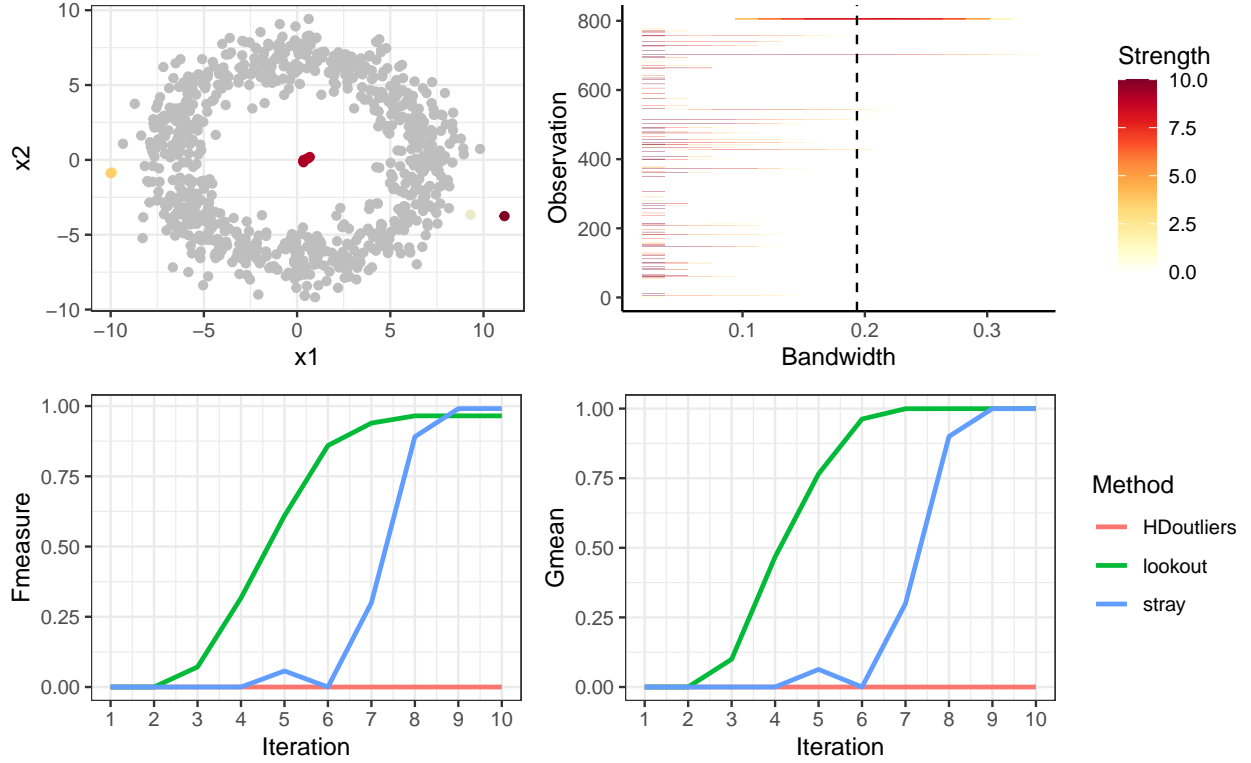 10
5
0
−5
−10
x2
−10
−5
0
5
10
x1
800
600
400
200
0
Observation
0.1
0.2
0.3
Bandwidth
Strength
10.0
7.5
5.0
2.5
0.0
1.00
0.75
0.50
0.25
0.00
Fmeasure
1 2 3 4 5 6 7 8 9 10
Iteration
1.00
0.75
0.50
0.25
0.00
Gmean
1 2 3 4 5 6 7 8 9 10
Iteration
Method
HDoutliers
lookout
stray